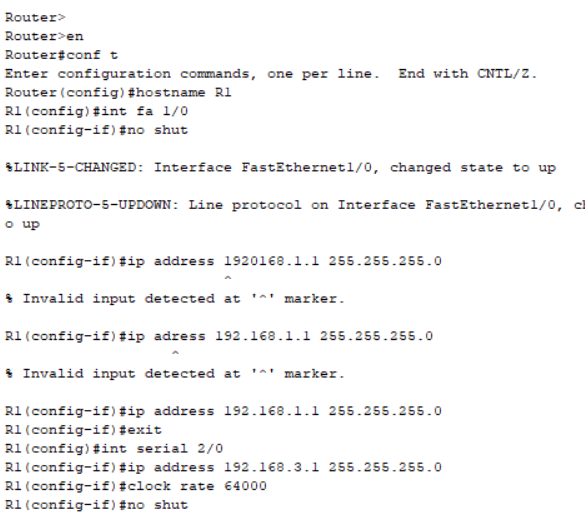 Router>
Router>en
Router#conf t
Enter configuration commands, one per line.  End with CNTL/Z.
Router(config)#hostname R1
R1(config)#int fa 1/0
R1(config-if)#no shut
%LINK-5-CHANGED: Interface FastEthernet1/0, changed state to up
%LINEPROTO-5-UPDOWN: Line protocol on Interface FastEthernet1/0, ch
o up
R1(config-if)#ip address 1920168.1.1 255.255.255.0
^
% Invalid input detected at '^' marker.
R1(config-if)#ip adress 192.168.1.1 255.255.255.0
^
% Invalid input detected at '^' marker.
R1(config-if)#ip address 192.168.1.1 255.255.255.0
R1(config-if)#exit
R1(config)#int serial 2/0
R1(config-if)#ip address 192.168.3.1 255.255.255.0
R1(config-if)#clock rate 64000
R1(config-if)#no shut